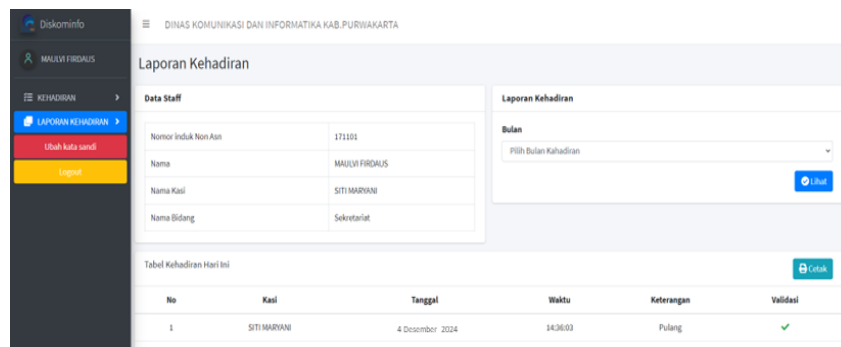 Diskominfo
DINAS KOMUNIKASI DAN INFORMATIKA KAB.PURWAKARTA
MAULVI FIRDAUS
KEHADIRAN
LAPORAN KEHADIRAN
Ubah kata sandi
Logout
Laporan Kehadiran
Data Staff
Nomor induk Non Asn 171101
Nama MAULVI FIRDAUS
Nama Kasi SITI MARYANI
Nama Bidang Sekretariat
Laporan Kehadiran
Bulan
Pilih Bulan Kahadiran
Lihat
Tabel Kehadiran Hari Ini
Cetak
No Kasi Tanggal Waktu Keterangan Validasi
1 SITI MARYANI 4 Desember 2024 14:36:03 Pulang